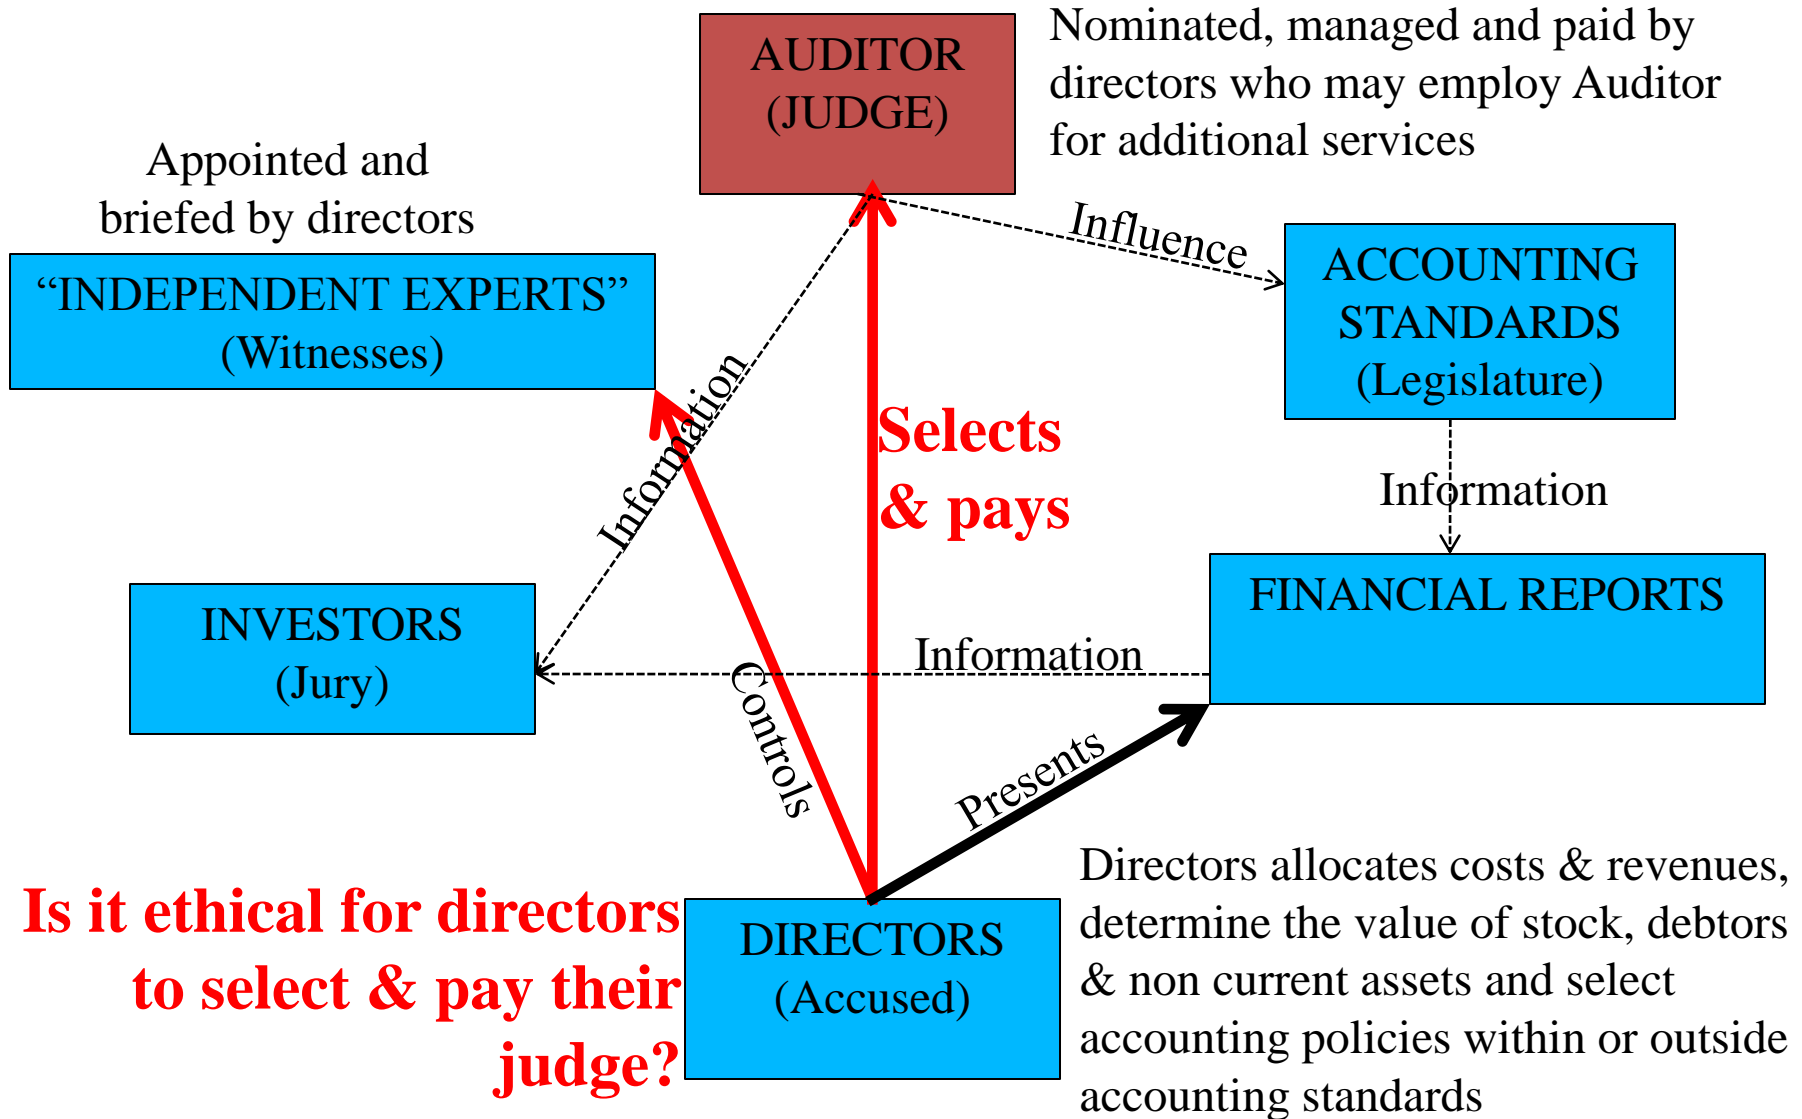 AUDITOR
(JUDGE)
Nominated, managed and paid by
directors who may employ Auditor
for additional services
Appointed and
briefed by directors
“INDEPENDENT EXPERTS”
(Witnesses)
Influence
ACCOUNTING
STANDARDS
(Legislature)
Information
Selects
& pays
Information
INVESTORS
(Jury)
Information
FINANCIAL REPORTS
Controls
Presents
Is it ethical for directors
to select & pay their
judge?
DIRECTORS
(Accused)
Directors allocates costs & revenues,
determine the value of stock, debtors
& non current assets and select
accounting policies within or outside
accounting standards